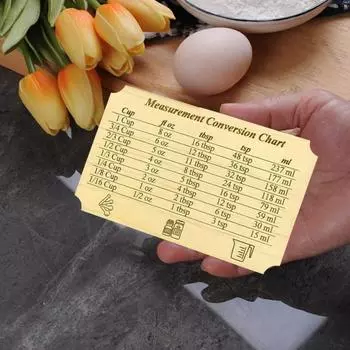 Measurement Conversion Chart
Cup fl oz tbsp tsp ml
1 Cup 8 oz 16 tbsp 48 tsp 237 ml
3/4 Cup 6 oz 12 tbsp 36 tsp 177 ml
2/3 Cup 5 oz 11 tbsp 32 tsp 158 ml
1/2 Cup 4 oz 8 tbsp 24 tsp 118 ml
1/3 Cup 3 oz 5 tbsp 16 tsp 79 ml
1/4 Cup 2 oz 4 tbsp 12 tsp 59 ml
1/8 Cup 1 oz 2 tbsp 6 tsp 30 ml
1/16 Cup 1/2 oz 1 tbsp 3 tsp 15 ml